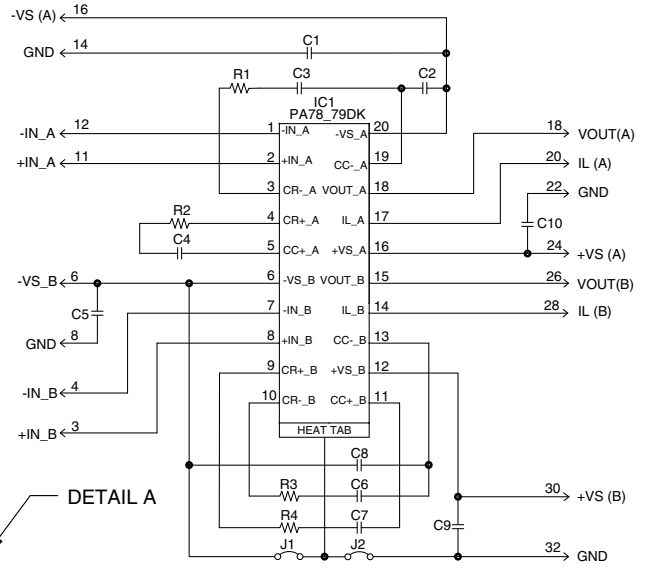 -VS (A) 16
GND 14 C1
R1 C3 C2
IC1
PA78_79DK
-IN_A 12 1 -IN_A -VS_A 20 18 VOUT(A)
+IN_A 11 2 +IN_A CC-_A 19 20 IL (A)
3 CR-_A VOUT_A 18 22 GND
R2 4 CR+_A IL_A 17 C10
C4 5 CC+_A +VS_A 16 24 +VS (A)
-VS_B 6 6 -VS_B VOUT_B 15 26 VOUT(B)
C5 7 -IN_B IL_B 14 28 IL (B)
GND 8 8 +IN_B CC-_B 13
9 CR+_B +VS_B 12
-IN_B 4 10 CR-_B CC+_B 11
+IN_B 3 HEAT TAB
C8
R3 C6
DETAIL A 30 +VS (B)
R4 C7 C9
J1 J2 32 GND